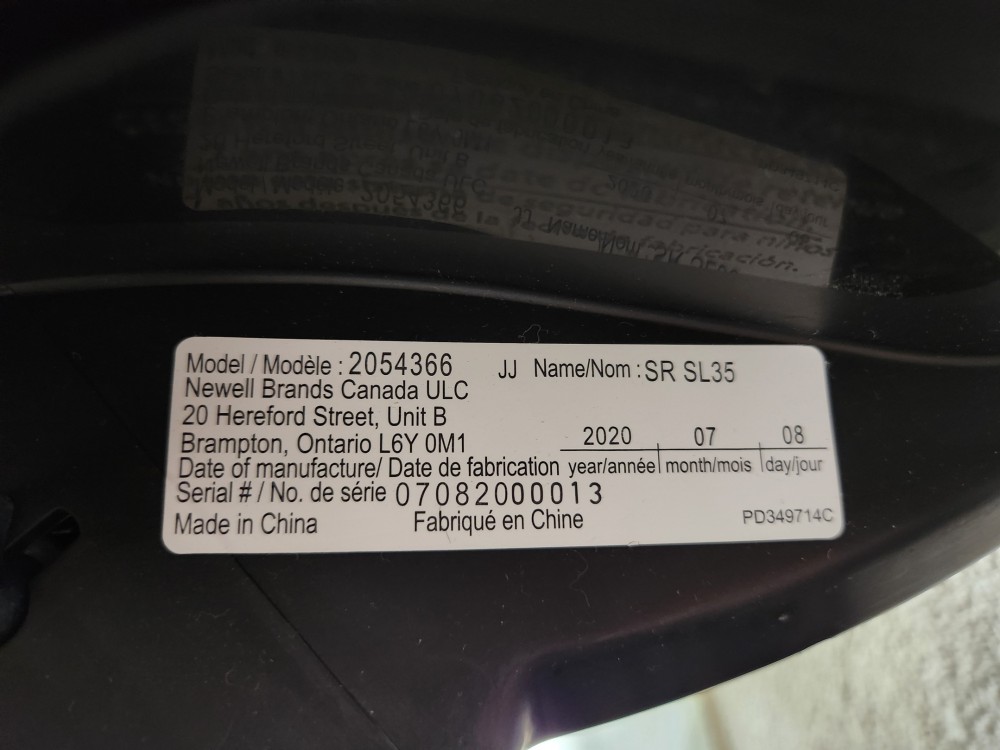 Model / Modèle : 2054366 JJ Name/Nom : SR SL35
Newell Brands Canada ULC
20 Hereford Street, Unit B
Brampton, Ontario L6Y 0M1 2020 07 08
Date of manufacture/ Date de fabrication year/année month/mois day/jour
Serial # / No. de série 07082000013
Made in China Fabriqué en Chine PD349714C